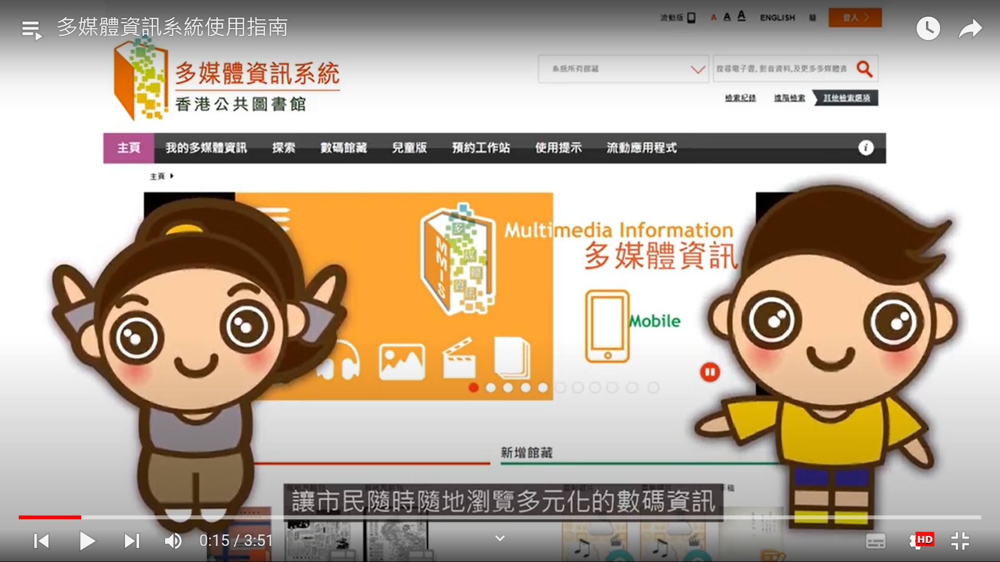 多媒體資訊系統使用指南
流動版 A A A ENGLISH 簡 登入
多媒體資訊系統
香港公共圖書館
系統所有館藏
搜尋電子書, 影音資料,及更多多媒體資
檢索紀錄 進階檢索 其他檢索選項
主頁 我的多媒體資訊 探索 數碼館藏 兒童版 預約工作站 使用提示 流動應用程式 i
主頁
Multimedia Information
多媒體資訊
MMIS
多媒體資訊
Mobile
新增館藏
讓市民隨時隨地瀏覽多元化的數碼資訊
0:15 / 3:51
HD